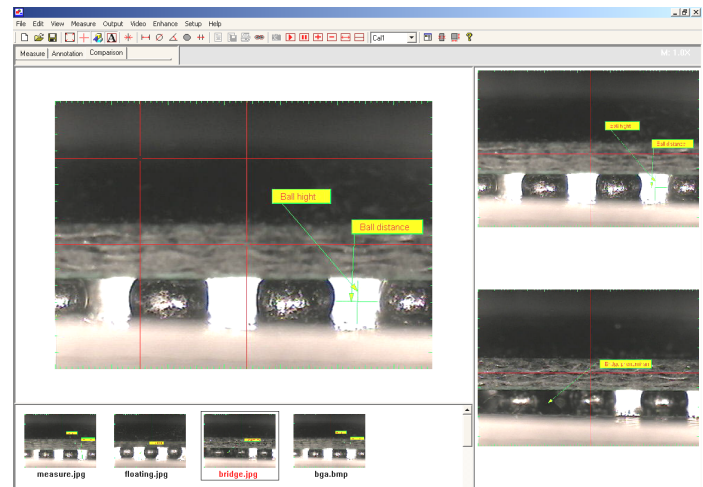 File Edit View Measure Output Video Enhance Setup Help
Cal1
Measure Annotation Comparison
M: 1.0X
Ball hight
Ball distance
Ball hight
Ball distance
measure.jpg floating.jpg bridge.jpg bga.bmp